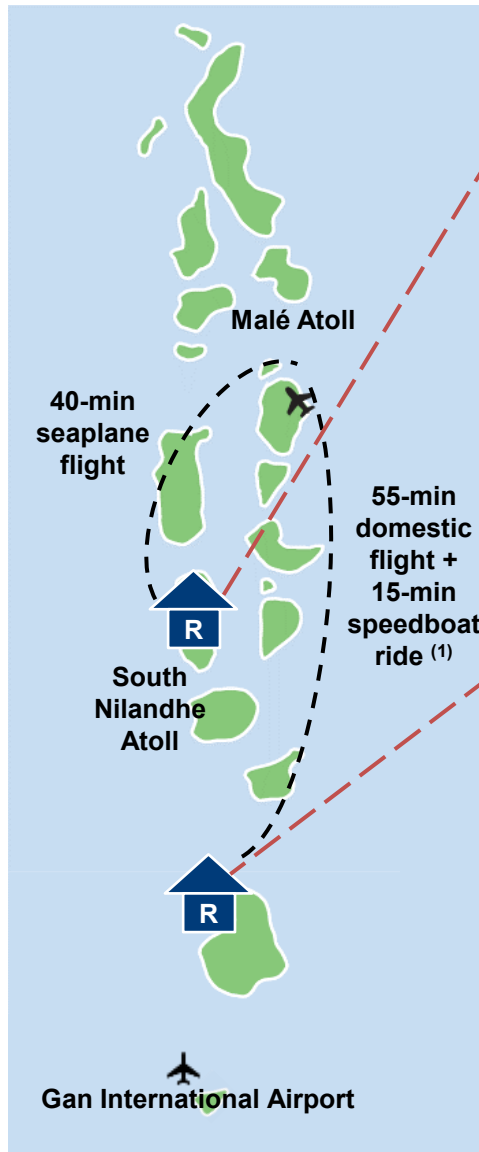 Malé Atoll
40-min
seaplane
flight
55-min
domestic
flight +
15-min
speedboat
ride (1)
R
South
Nilandhe
Atoll
R
Gan International Airport